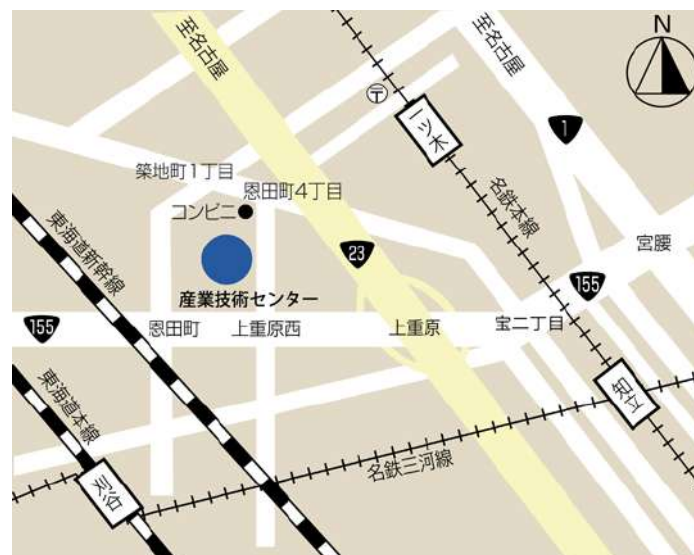 至名古屋
至名古屋
N
〒
一ツ木
1
築地町1丁目
恩田町4丁目
コンビニ
名鉄本線
東海道新幹線
23
宮腰
155
産業技術センター
155
恩田町
上重原西
上重原
宝二丁目
東海道本線
知立
名鉄三河線
刈谷